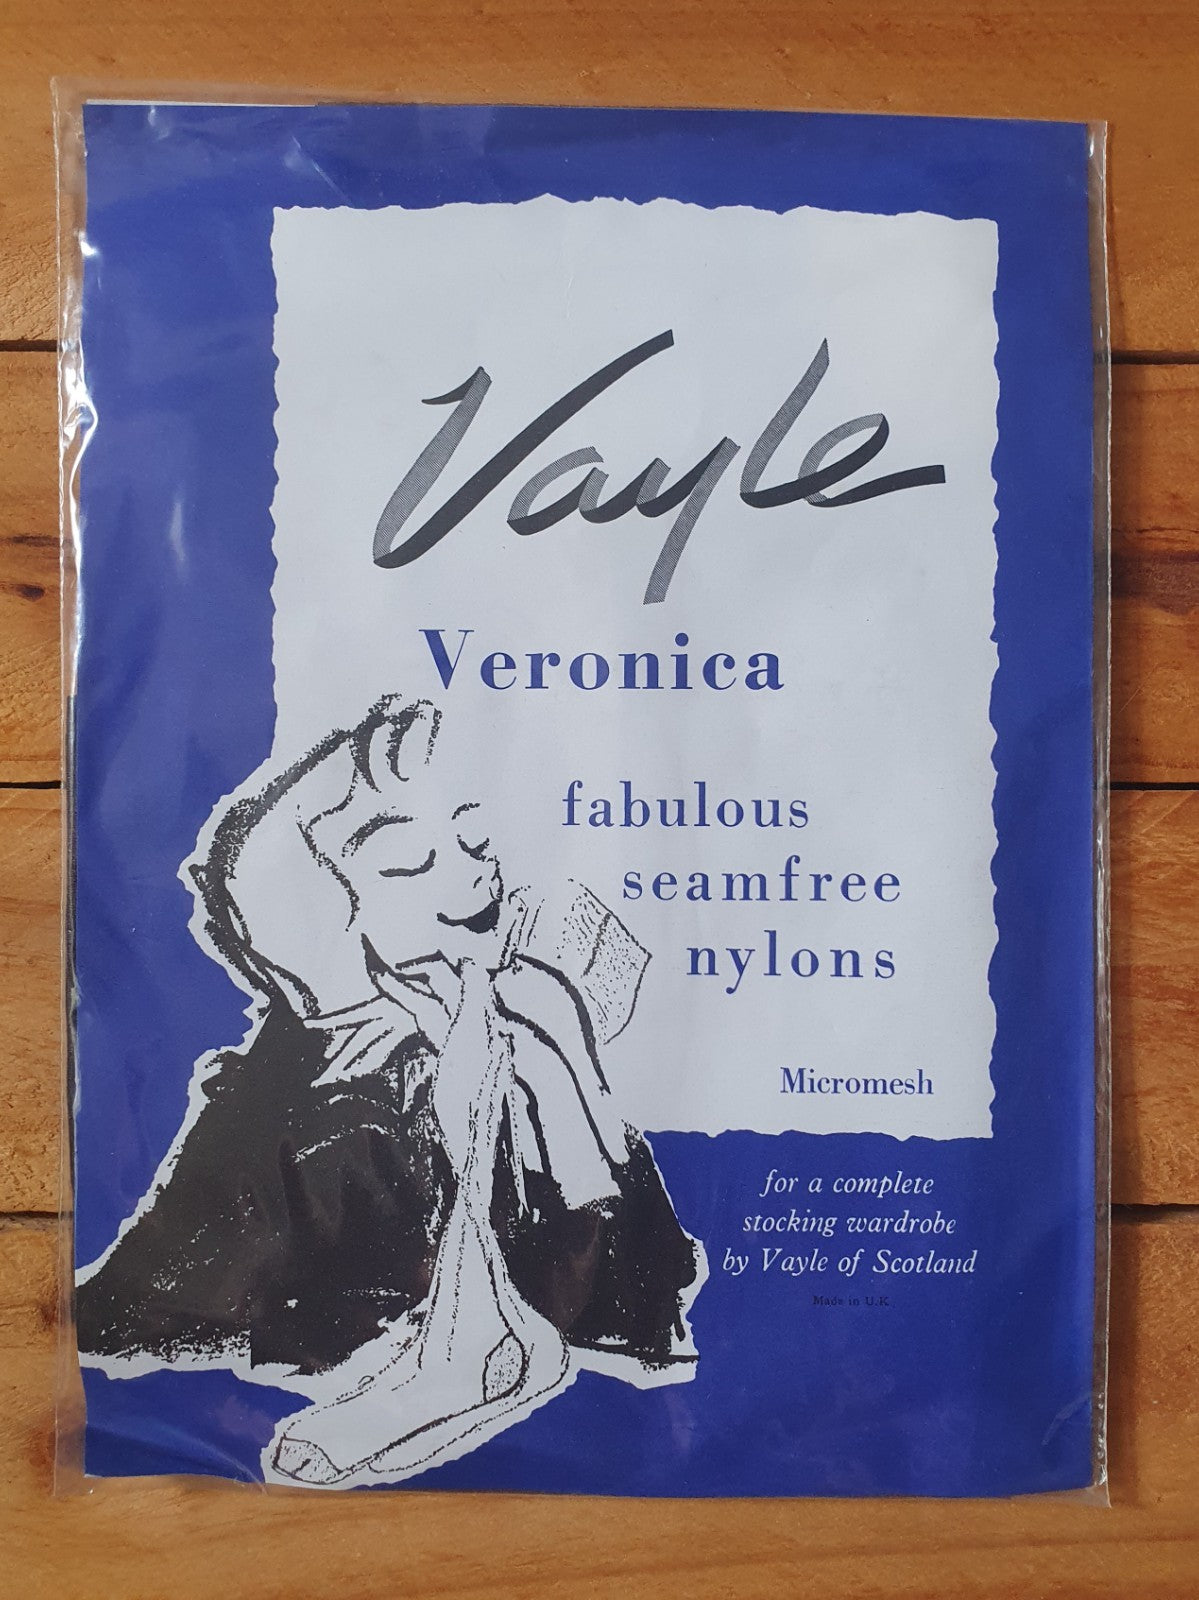 Vayle
Veronica
fabulous
seamfree
nylons
Micromesh
for a complete
stocking wardrobe
by Vayle of Scotland
Made in U.K.